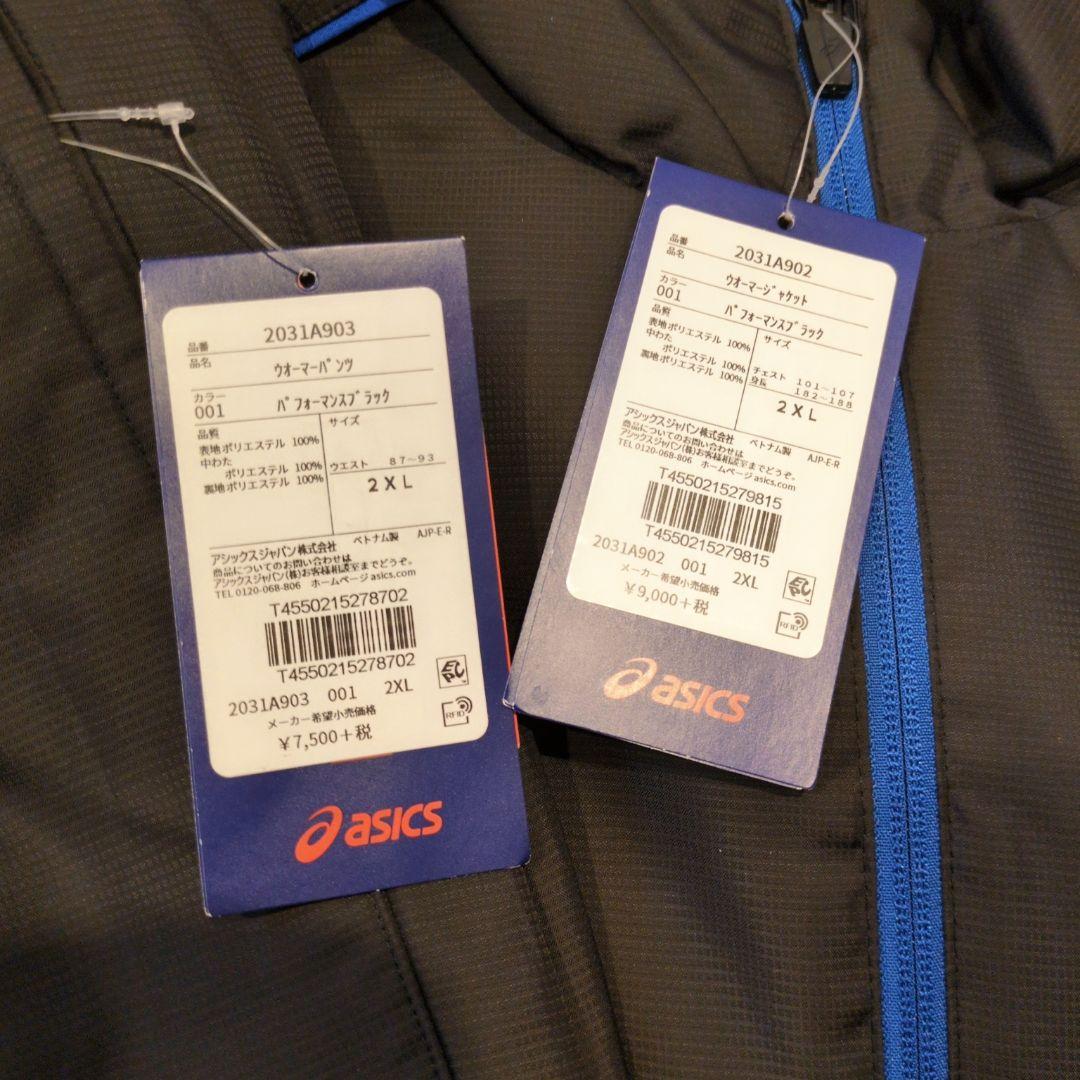 品番 2031A903
品名 ウオーマーパンツ
カラー
001 パフォーマンスブラック
品質
表地ポリエステル 100%
中わた
ポリエステル 100%
裏地ポリエステル 100%
サイズ
ウエスト 87~93
2XL
アシックスジャパン株式会社 ベトナム製 AJP-E-R
商品についてのお問い合わせは
アシックスジャパン(株)お客様相談室までどうぞ。
TEL 0120-068-806 ホームページ asics.com
T4550215278702
T4550215278702
2031A903 001 2XL
メーカー希望小売価格
¥7,500+税
RFID
asics
品番 2031A902
品名 ウオーマージャケット
カラー
001 パフォーマンスブラック
品質
表地ポリエステル 100%
中わた
ポリエステル 100%
裏地ポリエステル 100%
サイズ
チェスト 101~107
身長 182~188
2XL
アシックスジャパン株式会社 ベトナム製 AJP-E-R
商品についてのお問い合わせは
アシックスジャパン(株)お客様相談室までどうぞ。
TEL 0120-068-806 ホームページ asics.com
T4550215279815
T4550215279815
2031A902 001 2XL
メーカー希望小売価格
¥9,000+税
RFID
asics